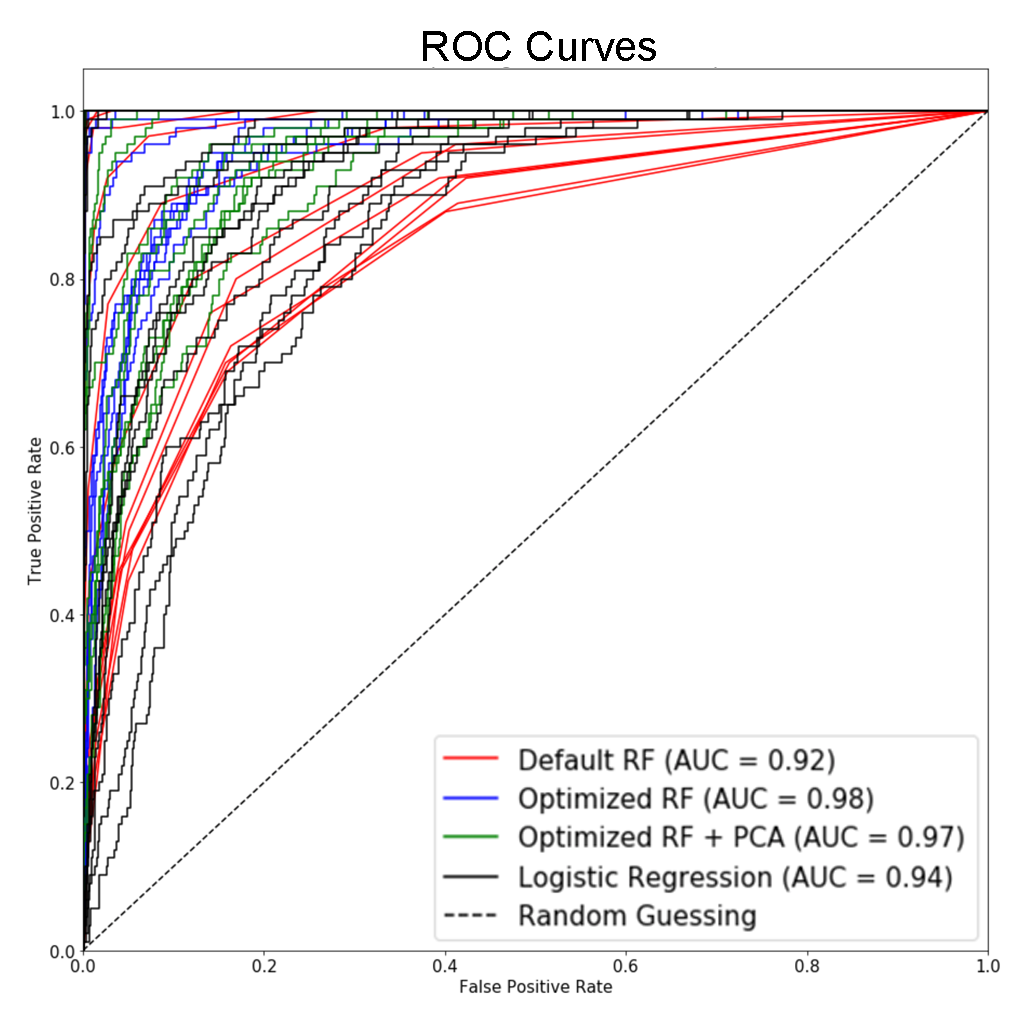 ROC Curves
True Positive Rate
1.0
0.8
0.6
0.4
0.2
0.0
Default RF (AUC = 0.92)
Optimized RF (AUC = 0.98)
Optimized RF + PCA (AUC = 0.97)
Logistic Regression (AUC = 0.94)
Random Guessing
0.0 0.2 0.4 0.6 0.8 1.0
False Positive Rate